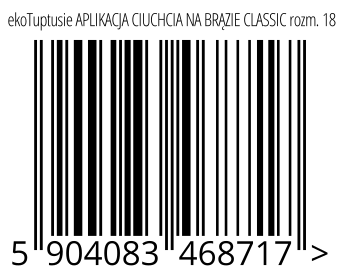 ekoTuptusie APLIKACJA CIUCHCIA NA BRĄZIE CLASSIC rozm. 18
5 904083 468717 >